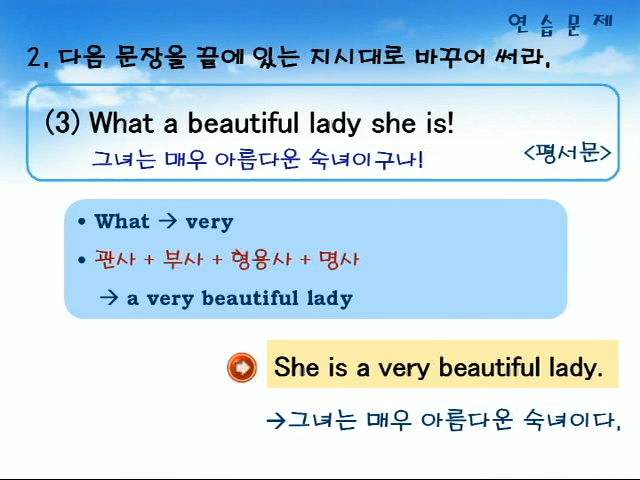 연 습 문 제
2. 다음 문장을 끝에 있는 지시대로 바꾸어 써라.
(3) What a beautiful lady she is!
그녀는 매우 아름다운 숙녀이구나!
<평서문>
• What → very
• 관사 + 부사 + 형용사 + 명사
→ a very beautiful lady
She is a very beautiful lady.
→그녀는 매우 아름다운 숙녀이다.